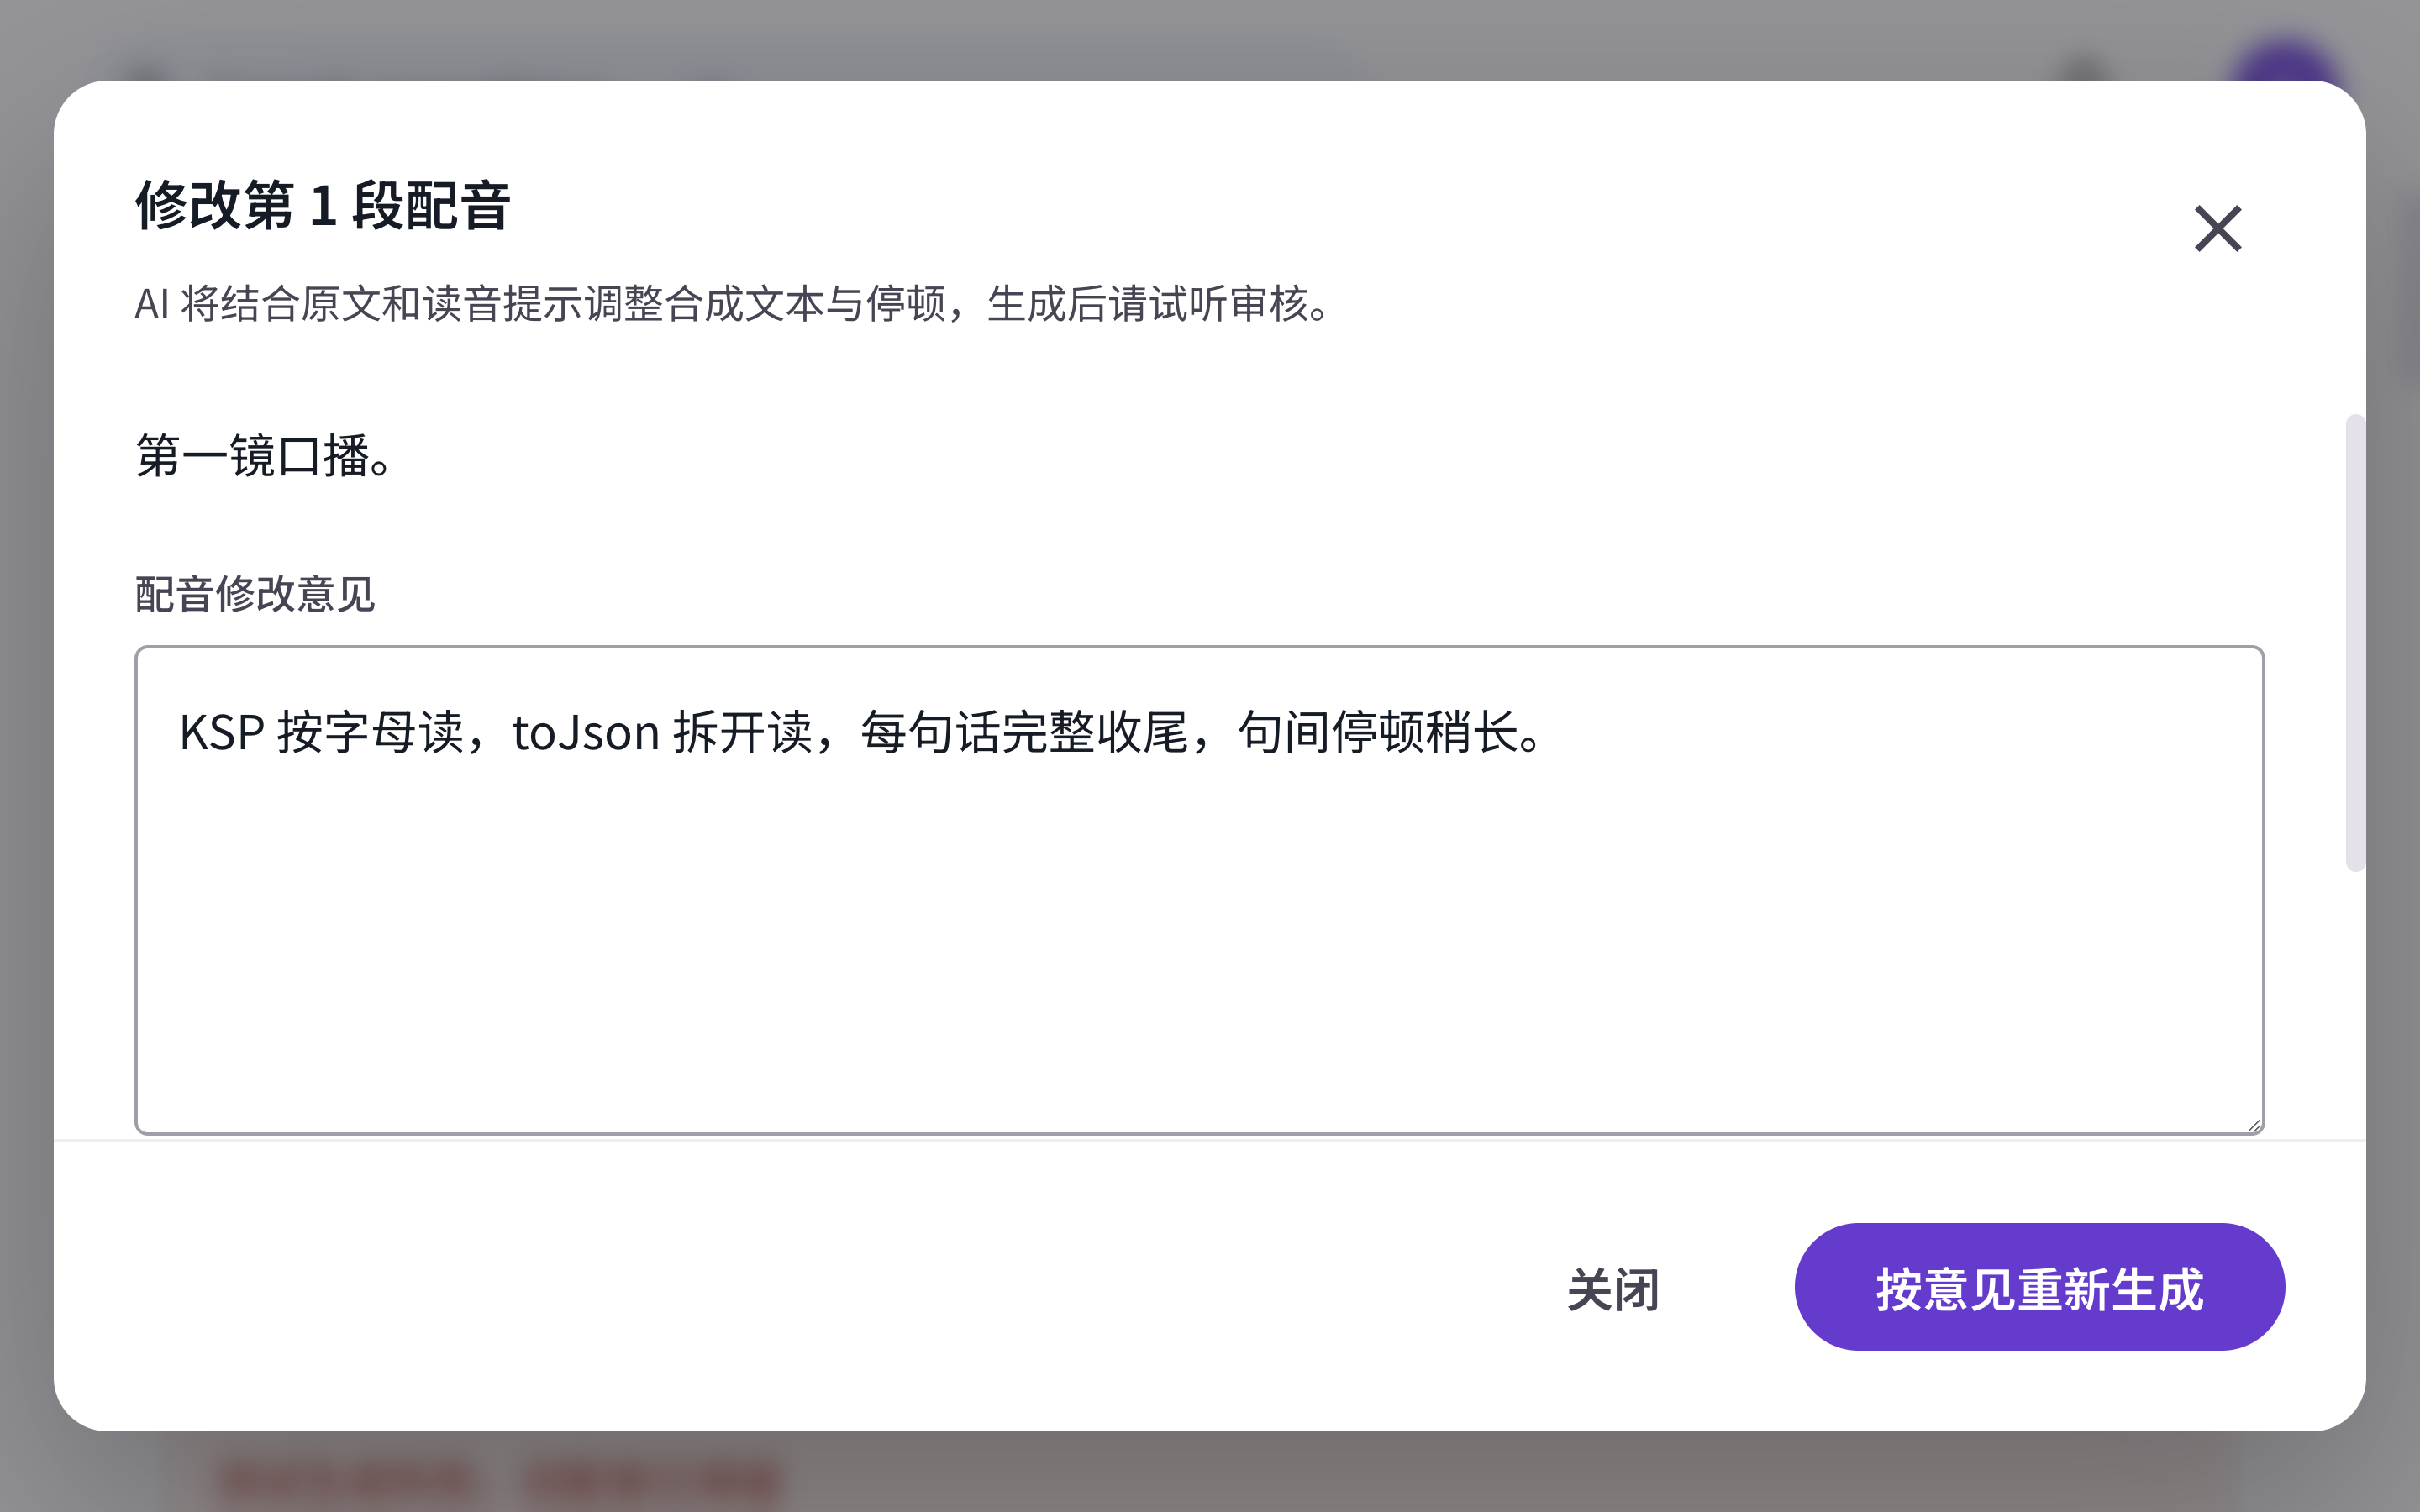 修改第 1 段配音
AI 将结合原文和读音提示调整合成文本与停顿，生成后请试听审核。
第一镜口播。
配音修改意见
KSP 按字母读，toJson 拆开读，每句话完整收尾，句间停顿稍长。
关闭
按意见重新生成